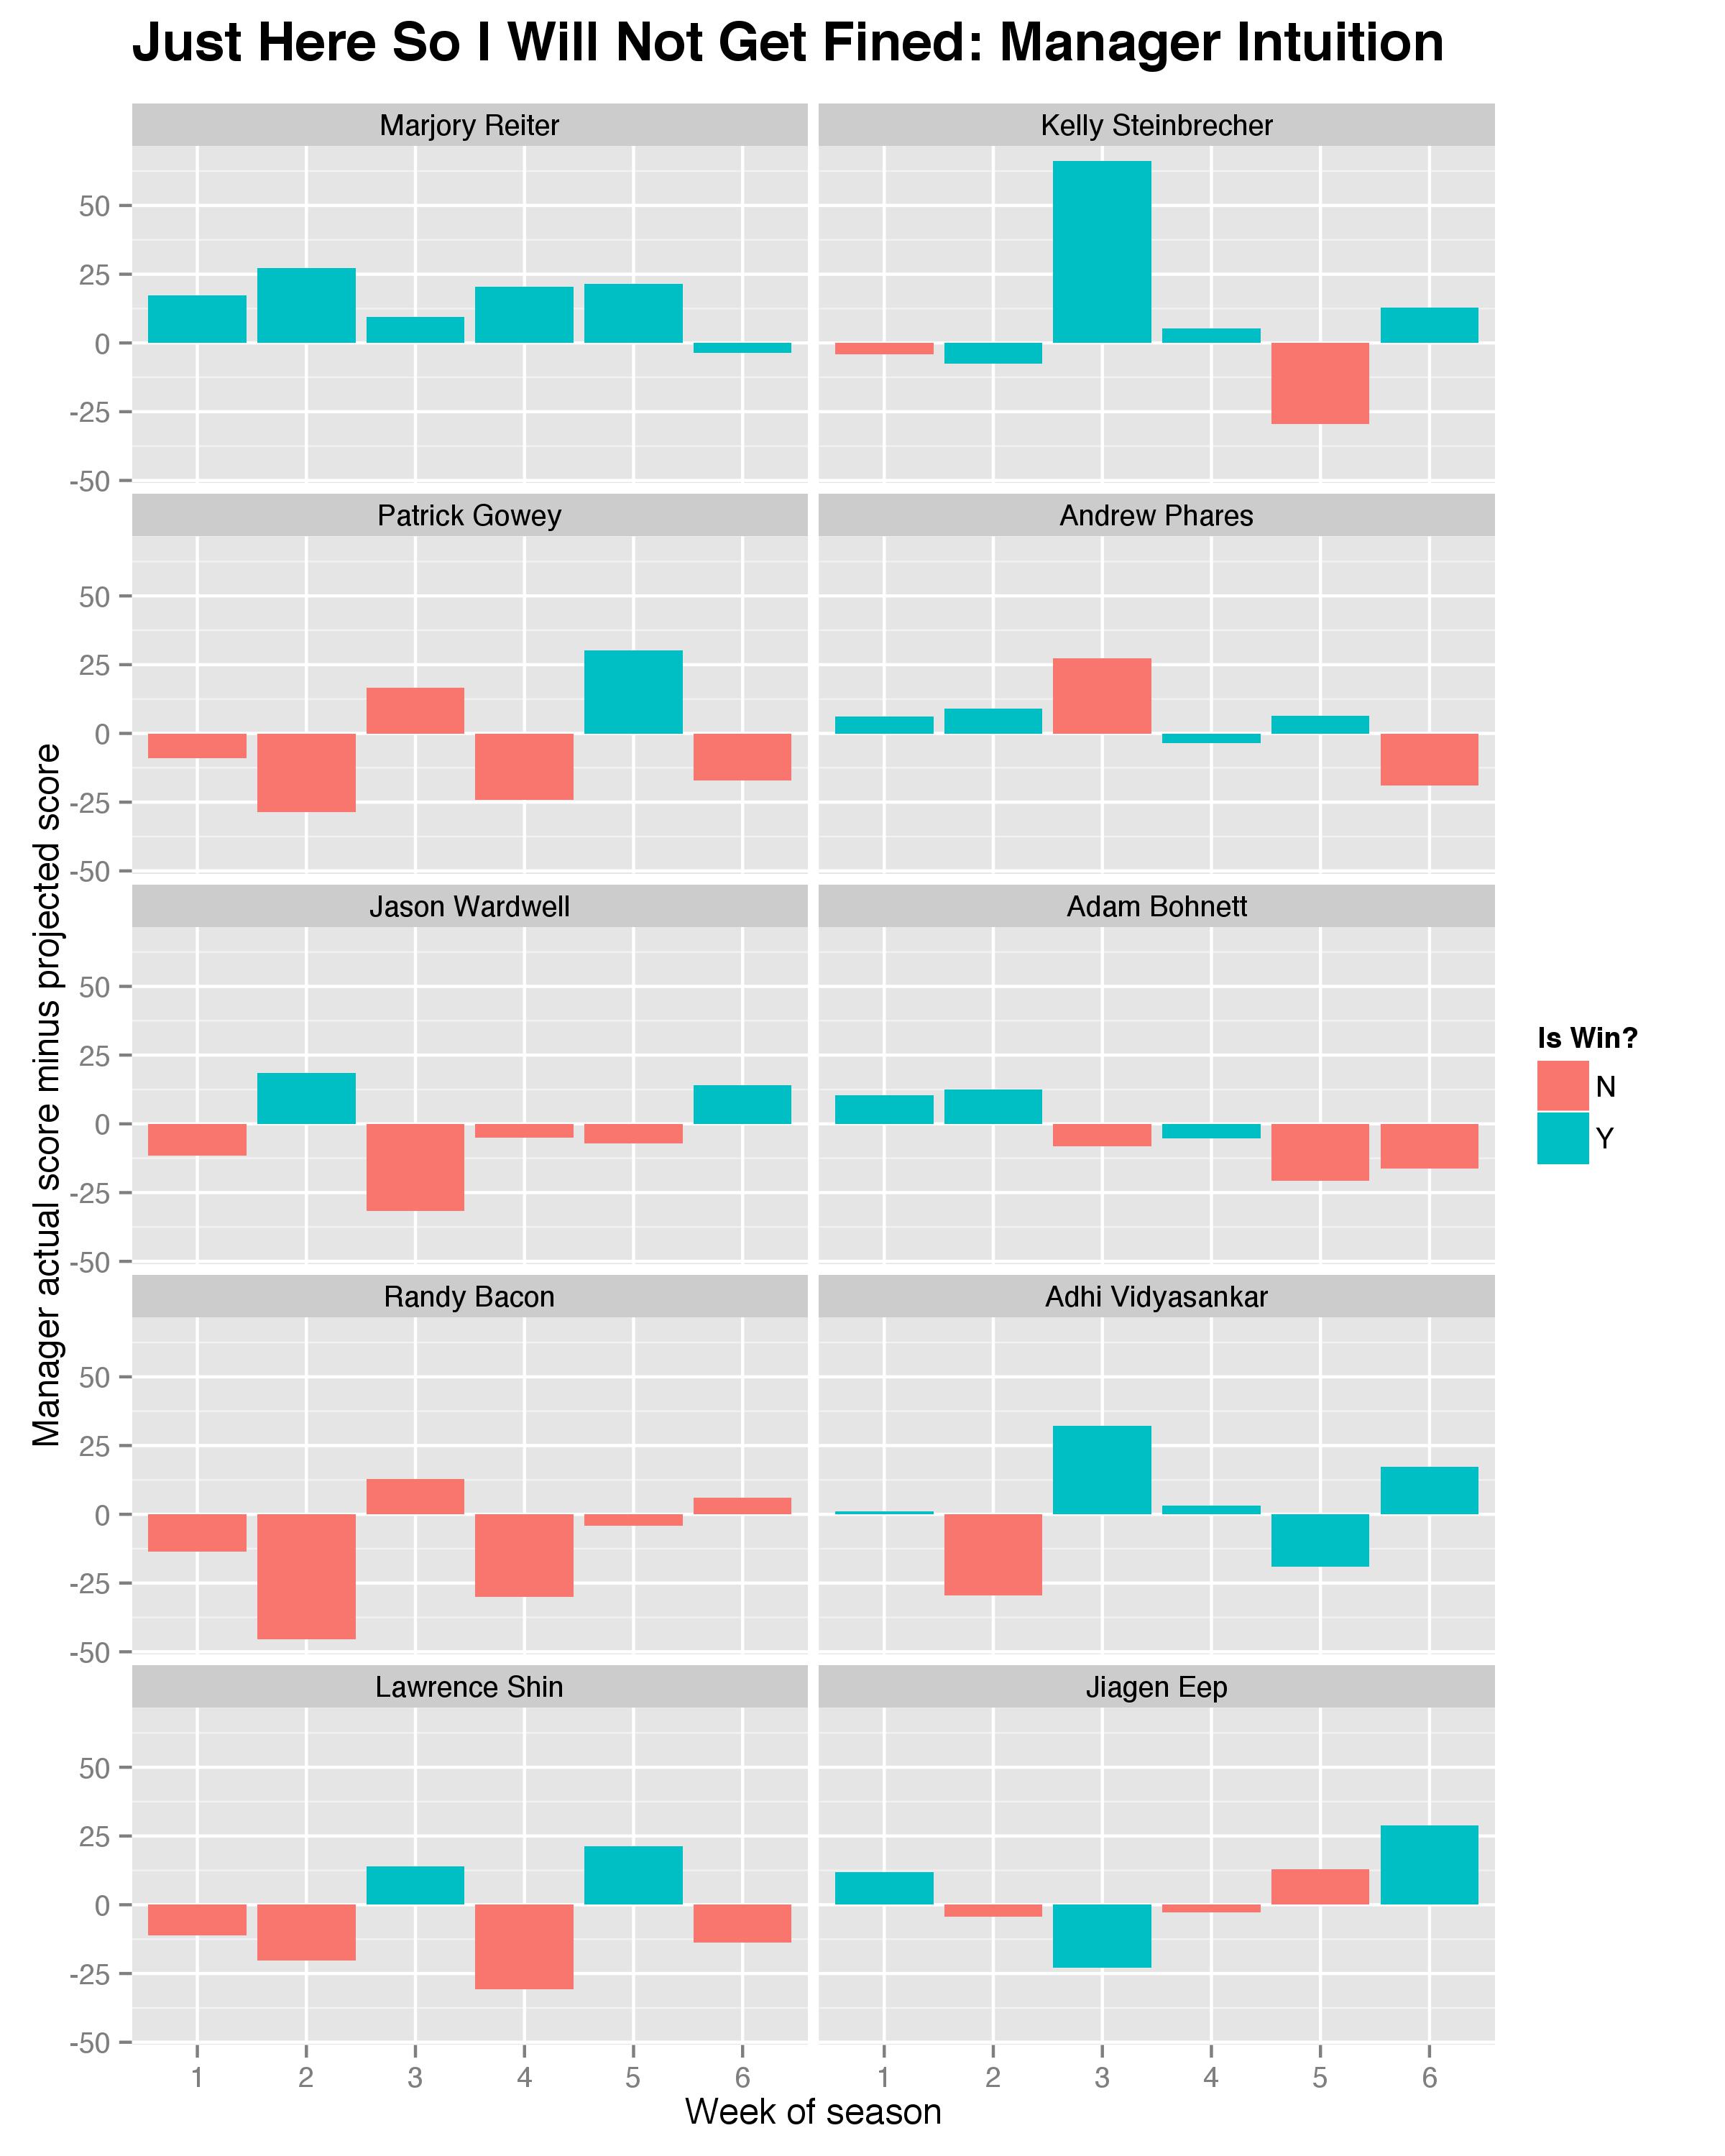 Just Here So I Will Not Get Fined: Manager Intuition
Marjory Reiter
Kelly Steinbrecher
50
25
0
-25
-50
Patrick Gowey
Andrew Phares
50
25
0
-25
-50
Jason Wardwell
Adam Bohnett
50
25
0
-25
-50
Randy Bacon
Adhi Vidyasankar
50
25
0
-25
-50
Lawrence Shin
Jiagen Eep
50
25
0
-25
-50
1 2 3 4 5 6 1 2 3 4 5 6
Week of season
Manager actual score minus projected score
Is Win?
N
Y